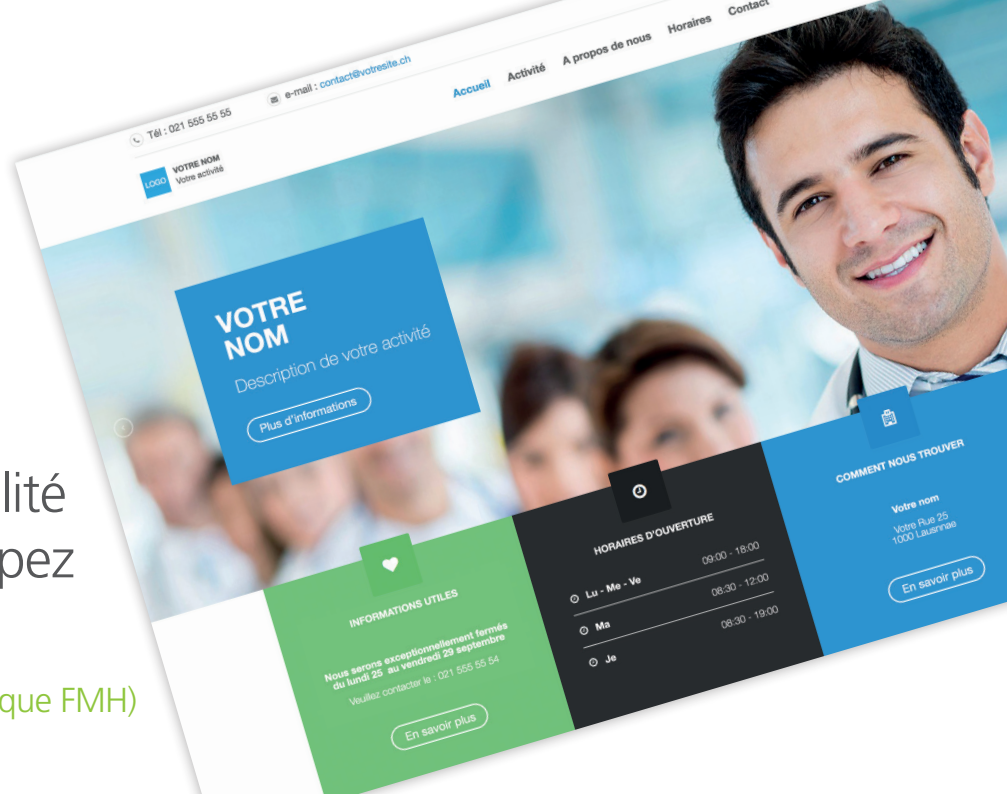 Tél : 021 555 55 55
e-mail : contact@votresite.ch
Accueil Activité A propos de nous Horaires Contact
LOGO
VOTRE NOM
Votre activité
VOTRE
NOM
Description de votre activité
Plus d'informations
lité
pez
que FMH)
INFORMATIONS UTILES
Nous serons exceptionnellement fermés
du lundi 25 au vendredi 29 septembre
Veuillez contacter le : 021 555 55 54
En savoir plus
HORAIRES D'OUVERTURE
Lu - Me - Ve 09:00 - 18:00
Ma 08:30 - 12:00
Je 08:30 - 19:00
COMMENT NOUS TROUVER
Votre nom
Votre Rue 25
1000 Lausnnae
En savoir plus